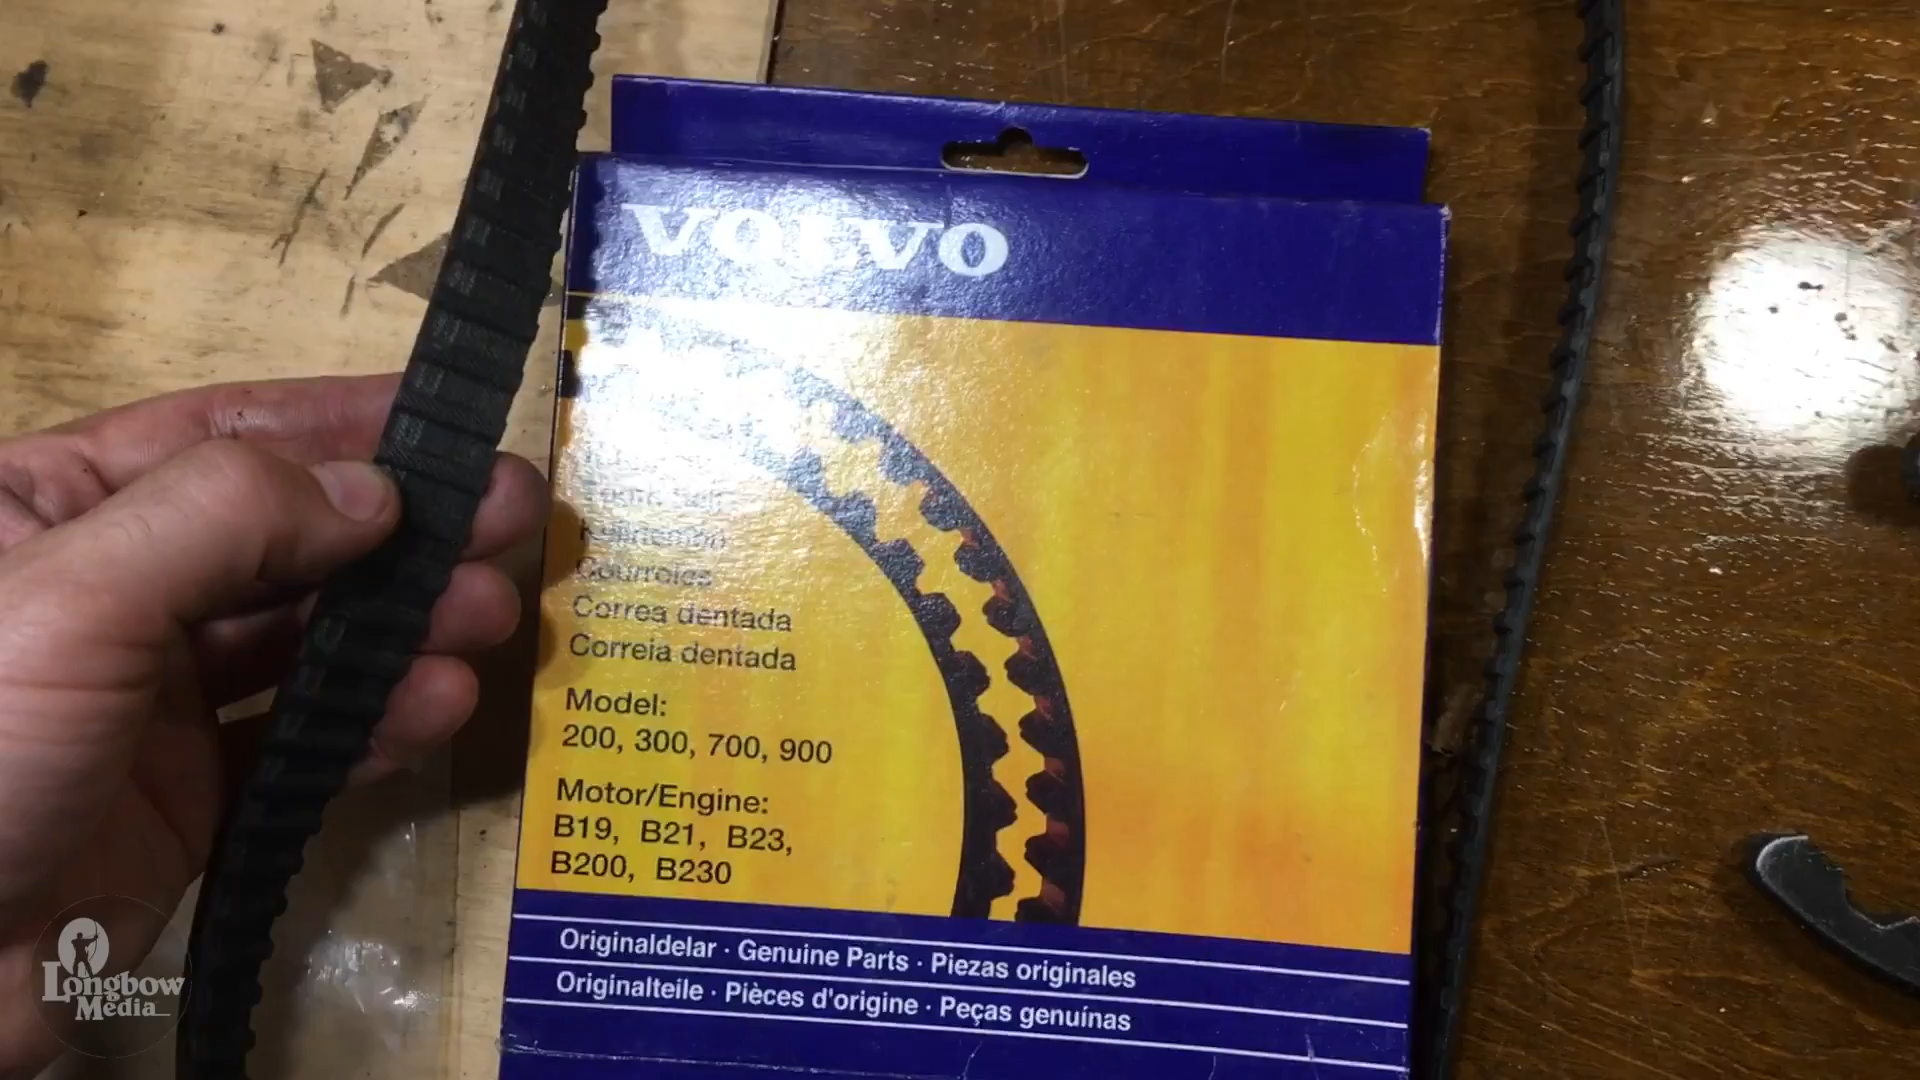 VOLVO
Courroies
Correa dentada
Correia dentada
Model:
200, 300, 700, 900
Motor/Engine:
B19, B21, B23,
B200, B230
Originaldelar · Genuine Parts · Piezas originales
Originalteile · Pièces d'origine · Peças genuínas
Longbow
Media